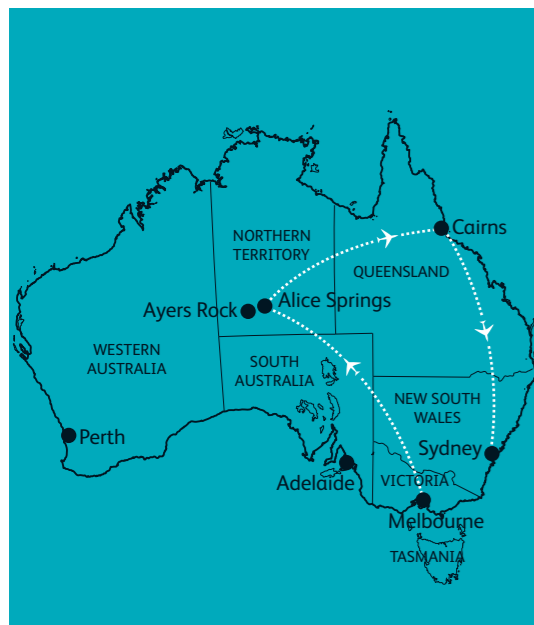 Cairns
NORTHERN
TERRITORY
QUEENSLAND
Ayers Rock
Alice Springs
WESTERN
AUSTRALIA
SOUTH
AUSTRALIA
NEW SOUTH
WALES
Perth
Sydney
Adelaide
VICTORIA
Melbourne
TASMANIA